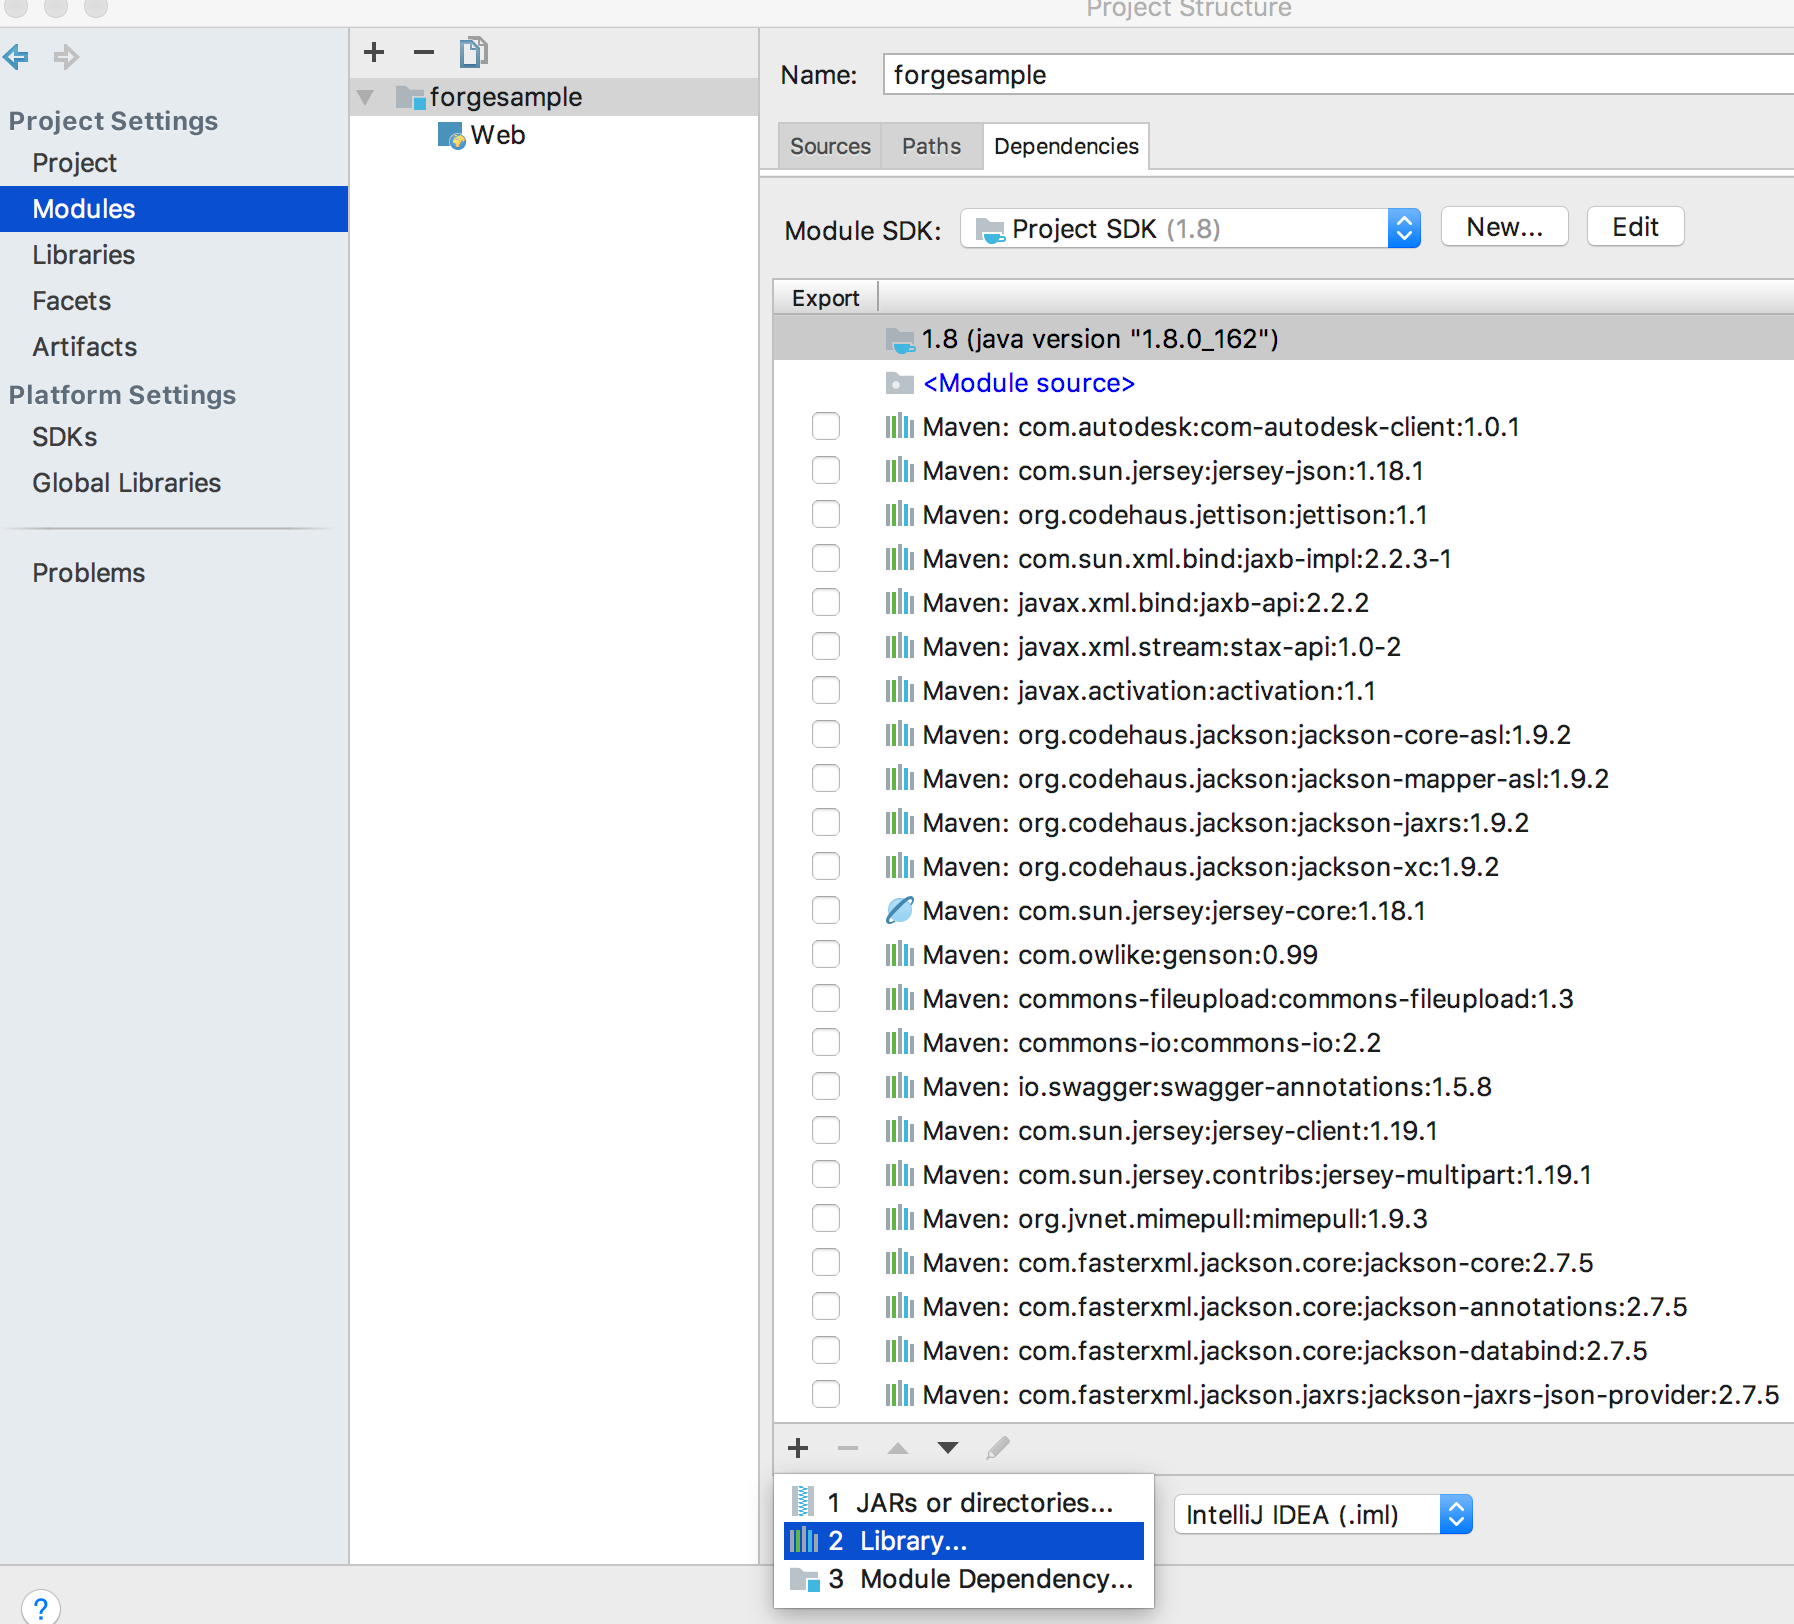 Project Structure
Project Settings
Project
Modules
Libraries
Facets
Artifacts
Platform Settings
SDKs
Global Libraries
Problems
?
forgesample
Web
Name: forgesample
Sources Paths Dependencies
Module SDK: Project SDK (1.8) New... Edit
Export
1.8 (java version "1.8.0_162")
<Module source>
Maven: com.autodesk:com-autodesk-client:1.0.1
Maven: com.sun.jersey:jersey-json:1.18.1
Maven: org.codehaus.jettison:jettison:1.1
Maven: com.sun.xml.bind:jaxb-impl:2.2.3-1
Maven: javax.xml.bind:jaxb-api:2.2.2
Maven: javax.xml.stream:stax-api:1.0-2
Maven: javax.activation:activation:1.1
Maven: org.codehaus.jackson:jackson-core-asl:1.9.2
Maven: org.codehaus.jackson:jackson-mapper-asl:1.9.2
Maven: org.codehaus.jackson:jackson-jaxrs:1.9.2
Maven: org.codehaus.jackson:jackson-xc:1.9.2
Maven: com.sun.jersey:jersey-core:1.18.1
Maven: com.owlike:genson:0.99
Maven: commons-fileupload:commons-fileupload:1.3
Maven: commons-io:commons-io:2.2
Maven: io.swagger:swagger-annotations:1.5.8
Maven: com.sun.jersey:jersey-client:1.19.1
Maven: com.sun.jersey.contribs:jersey-multipart:1.19.1
Maven: org.jvnet.mimepull:mimepull:1.9.3
Maven: com.fasterxml.jackson.core:jackson-core:2.7.5
Maven: com.fasterxml.jackson.core:jackson-annotations:2.7.5
Maven: com.fasterxml.jackson.core:jackson-databind:2.7.5
Maven: com.fasterxml.jackson.jaxrs:jackson-jaxrs-json-provider:2.7.5
1 JARs or directories...
2 Library...
3 Module Dependency...
IntelliJ IDEA (.iml)